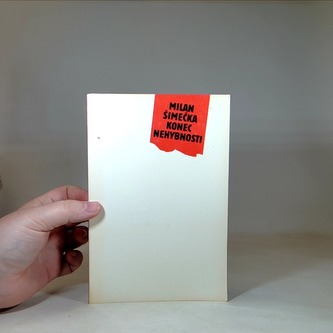 MILAN
ŠIMEČKA
KONEC
NEHYBNOSTI